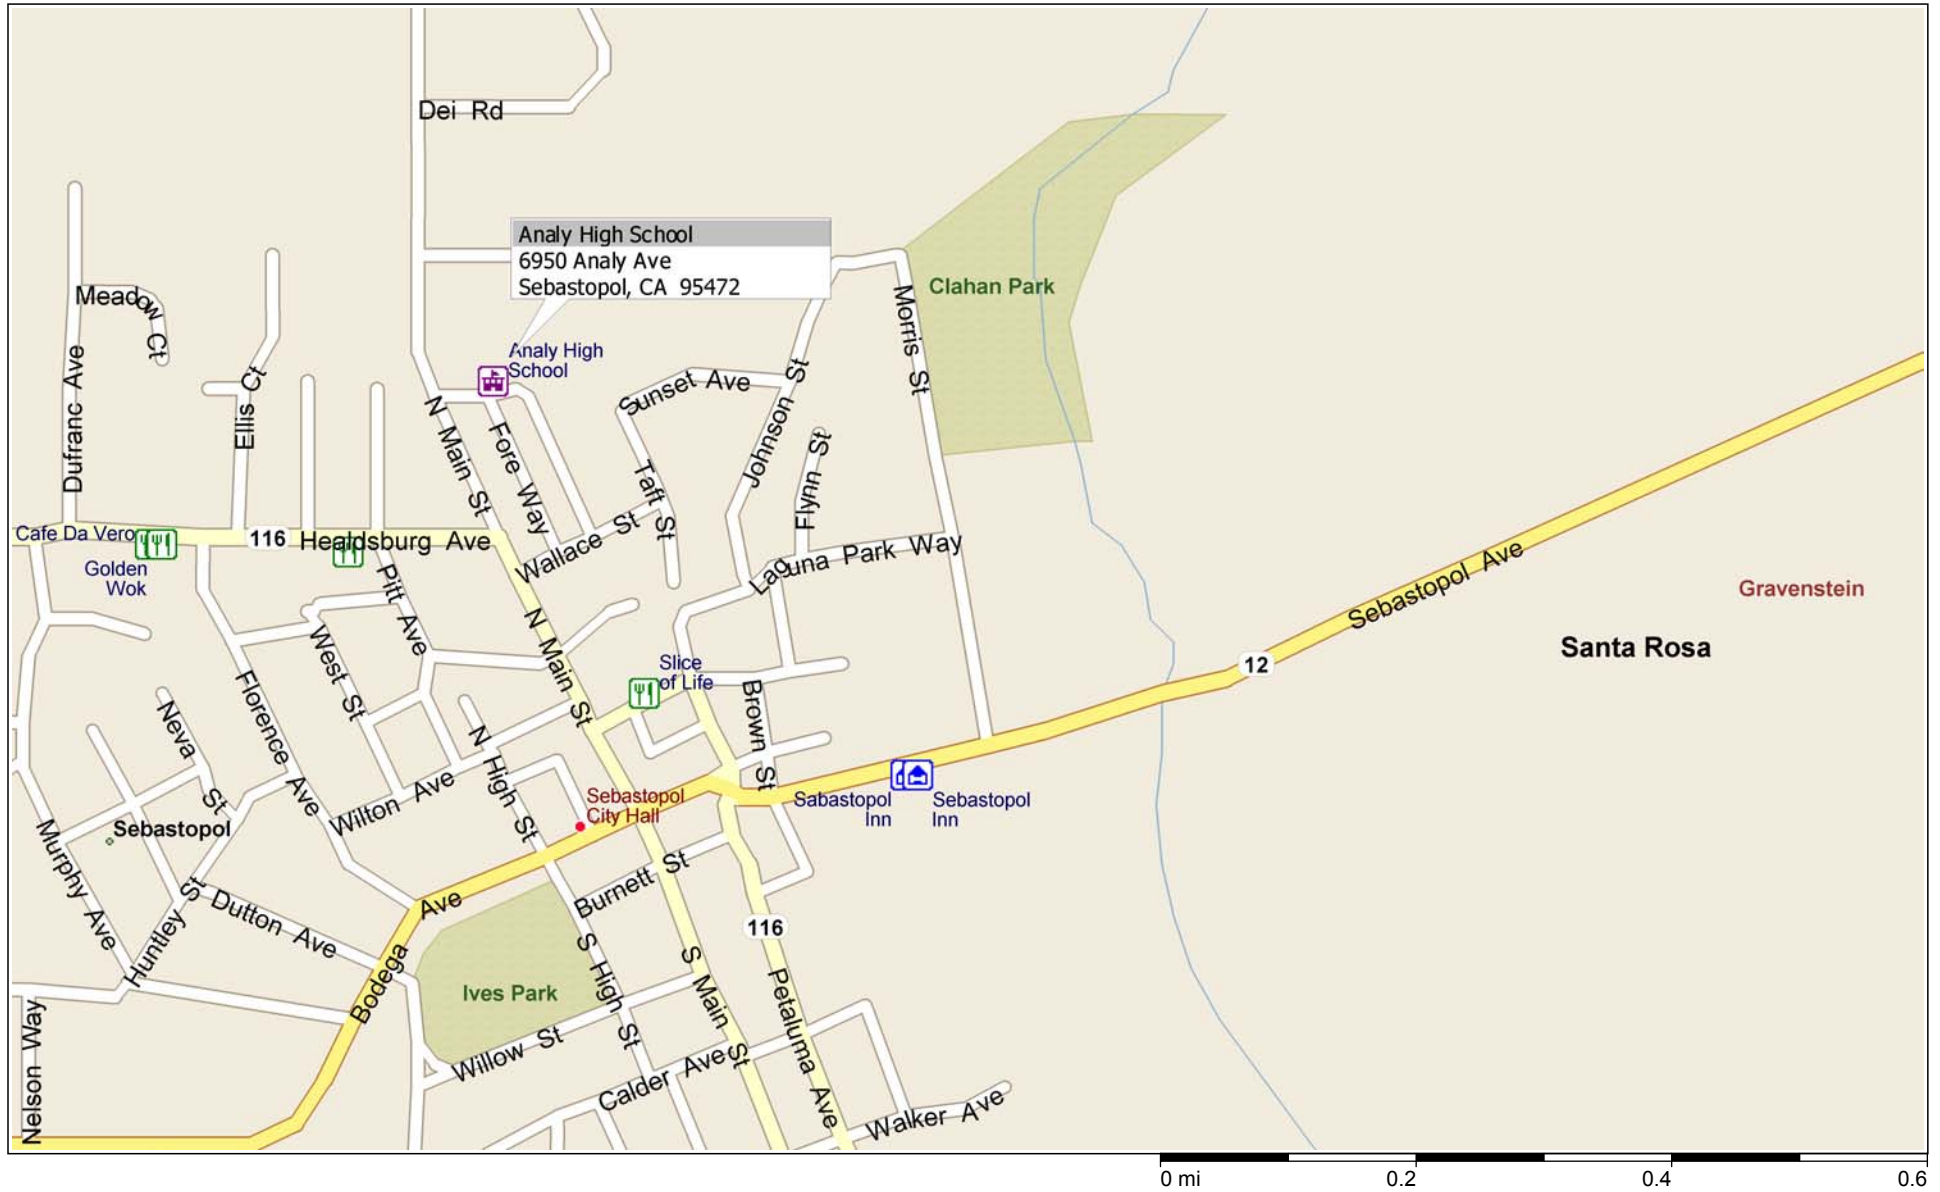 Dei Rd
Analy High School
6950 Analy Ave
Sebastopol, CA 95472
Meadow Ct
Clahan Park
Morris St
Analy High
School
Dufranc Ave
Ellis Ct
Sunset Ave
Johnson St
N Main St
Fore Way
Taft St
Flynn St
Cafe Da Vero
116
Healdsburg Ave
Wallace St
Laguna Park Way
Golden
Wok
Pitt Ave
Sebastopol Ave
Gravenstein
Santa Rosa
12
N Main St
West St
Slice
of Life
Brown St
Florence Ave
Neva St
N High St
Wilton Ave
Sebastopol
City Hall
Sabastopol
Inn
Sebastopol
Inn
Sebastopol
Murphy Ave
Huntley St
Dutton Ave
Bodega Ave
Burnett St
116
Ives Park
S High St
S Main St
Petaluma Ave
Willow St
Calder Ave
Walker Ave
Nelson Way
0 mi 0.2 0.4 0.6